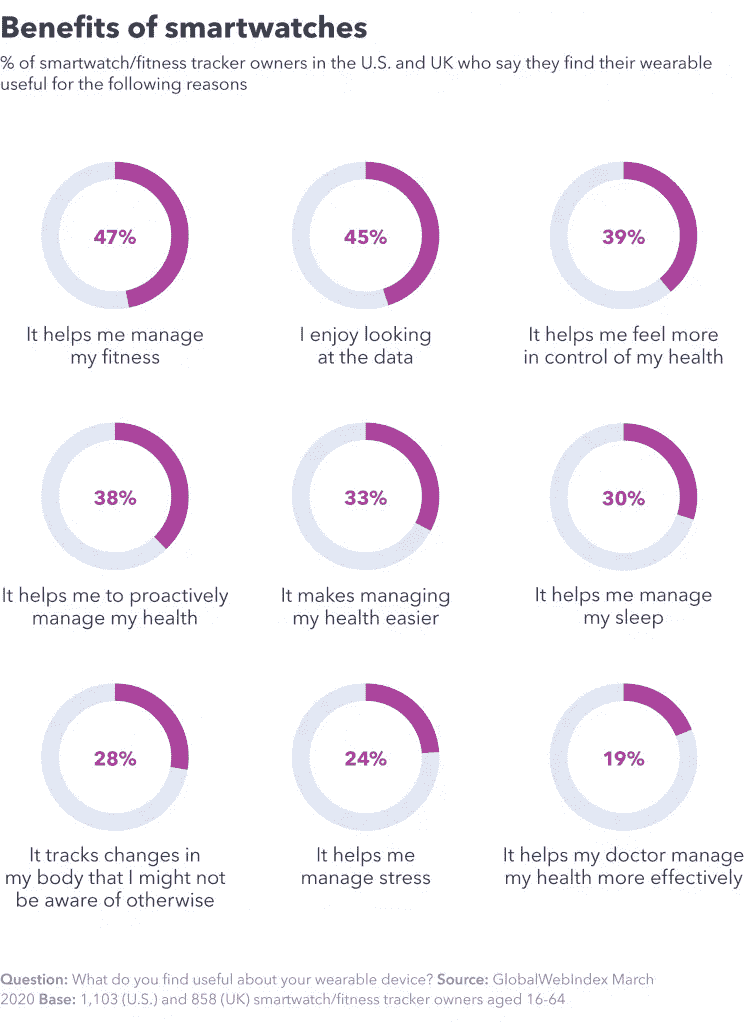 Benefits of smartwatches
% of smartwatch/fitness tracker owners in the U.S. and UK who say they find their wearable
useful for the following reasons
47%
It helps me manage
my fitness
45%
I enjoy looking
at the data
39%
It helps me feel more
in control of my health
38%
It helps me to proactively
manage my health
33%
It makes managing
my health easier
30%
It helps me manage
my sleep
28%
It tracks changes in
my body that I might not
be aware of otherwise
24%
It helps me
manage stress
19%
It helps my doctor manage
my health more effectively
Question: What do you find useful about your wearable device? Source: GlobalWebIndex March
2020 Base: 1,103 (U.S.) and 858 (UK) smartwatch/fitness tracker owners aged 16-64